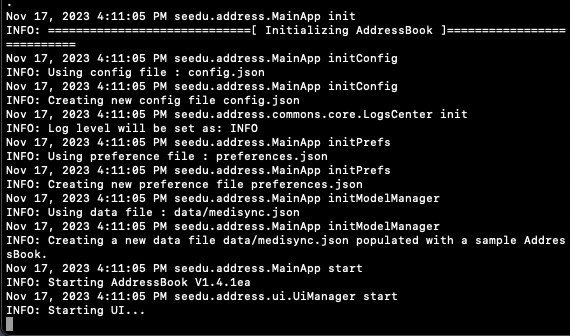 .
Nov 17, 2023 4:11:05 PM seedu.address.MainApp init
INFO: =============================[ Initializing AddressBook ]=================
==========
Nov 17, 2023 4:11:05 PM seedu.address.MainApp initConfig
INFO: Using config file : config.json
Nov 17, 2023 4:11:05 PM seedu.address.MainApp initConfig
INFO: Creating new config file config.json
Nov 17, 2023 4:11:05 PM seedu.address.commons.core.LogsCenter init
INFO: Log level will be set as: INFO
Nov 17, 2023 4:11:05 PM seedu.address.MainApp initPrefs
INFO: Using preference file : preferences.json
Nov 17, 2023 4:11:05 PM seedu.address.MainApp initPrefs
INFO: Creating new preference file preferences.json
Nov 17, 2023 4:11:05 PM seedu.address.MainApp initModelManager
INFO: Using data file : data/medisync.json
Nov 17, 2023 4:11:05 PM seedu.address.MainApp initModelManager
INFO: Creating a new data file data/medisync.json populated with a sample Addres
sBook.
Nov 17, 2023 4:11:05 PM seedu.address.MainApp start
INFO: Starting AddressBook V1.4.1ea
Nov 17, 2023 4:11:05 PM seedu.address.ui.UiManager start
INFO: Starting UI...